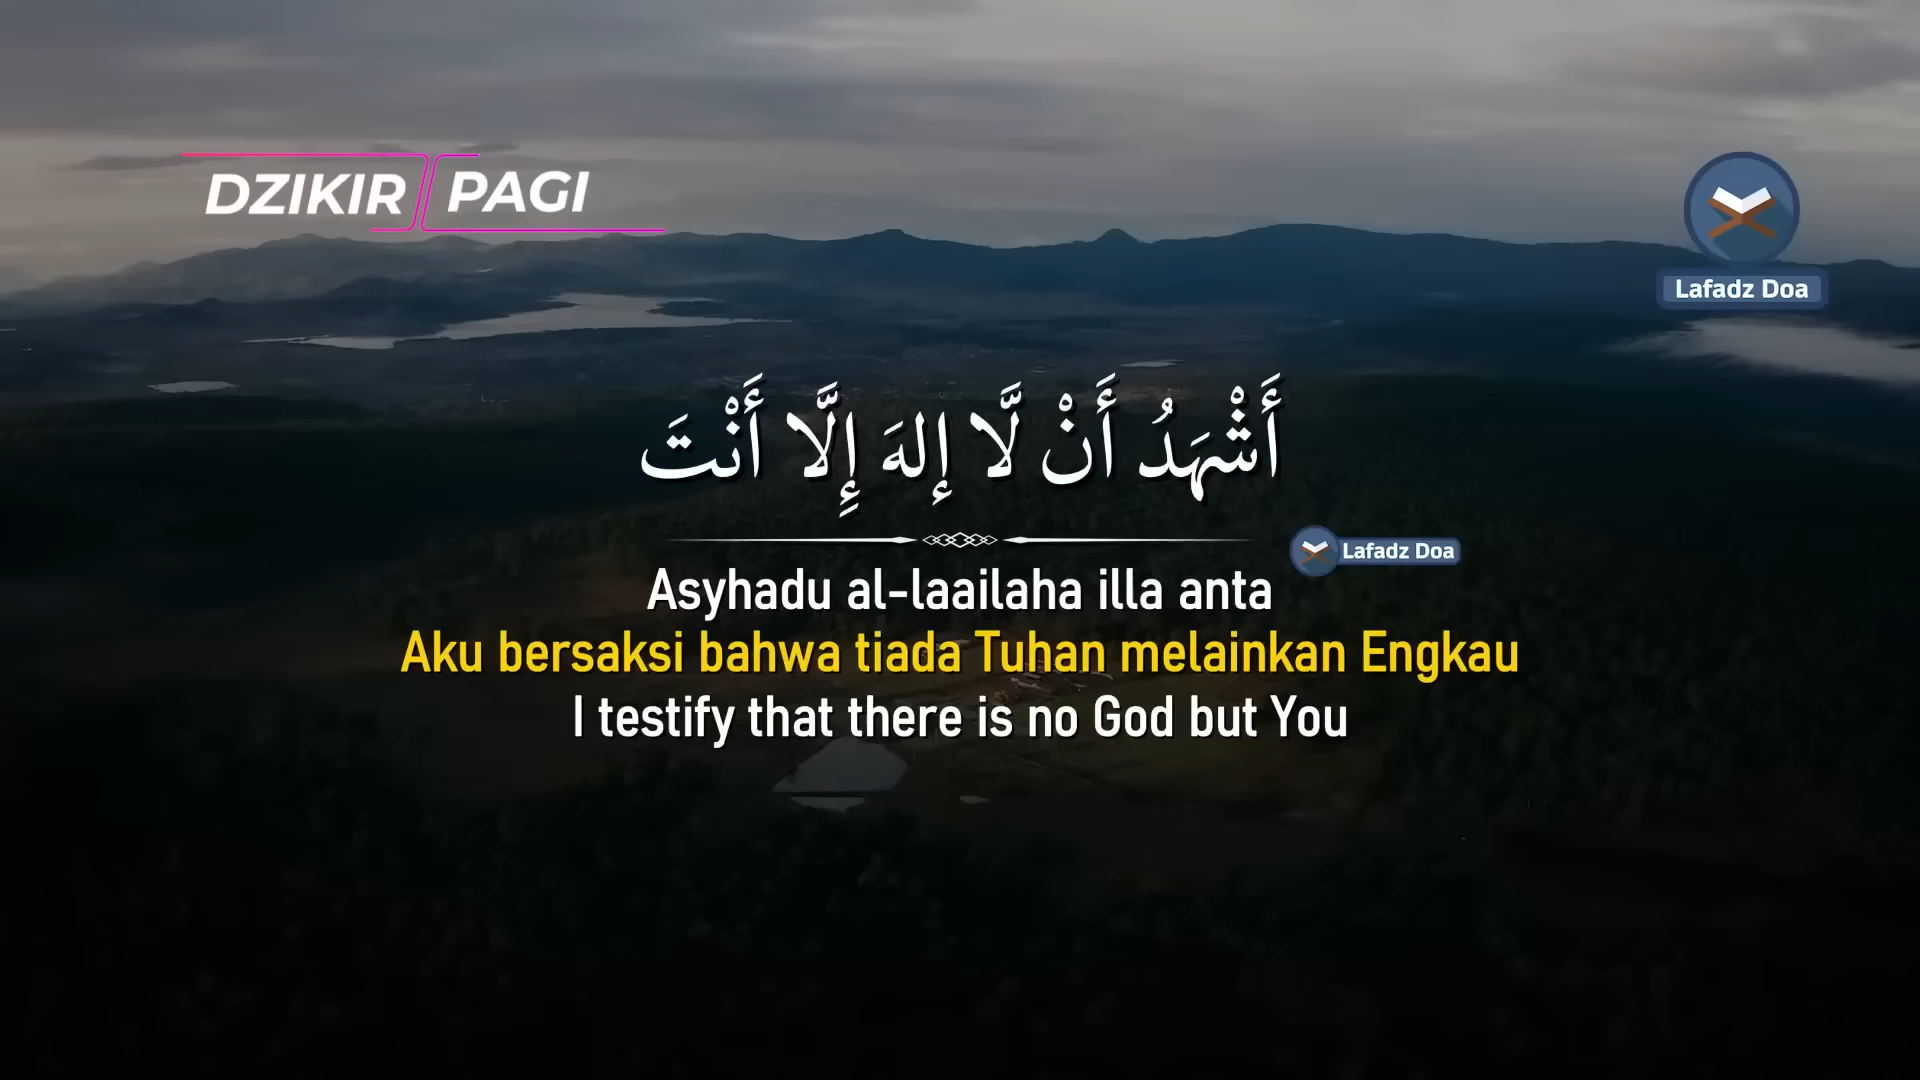 DZIKIR PAGI
Lafadz Doa
أَشْهَدُ أَنْ لَّا إِلهَ إِلَّا أَنْتَ
Lafadz Doa
Asyhadu al-laailaha illa anta
Aku bersaksi bahwa tiada Tuhan melainkan Engkau
I testify that there is no God but You